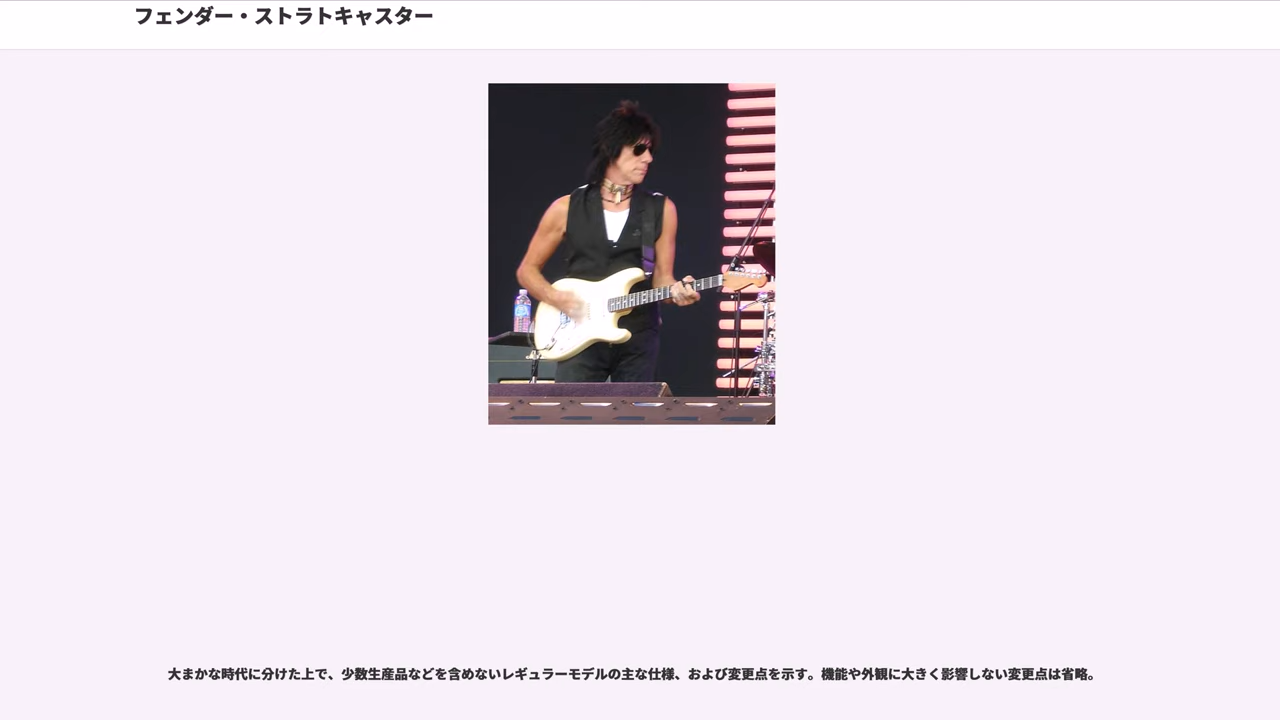 フェンダー・ストラトキャスター
大まかな時代に分けた上で、少数生産品などを含めないレギュラーモデルの主な仕様、および変更点を示す。機能や外観に大きく影響しない変更点は省略。